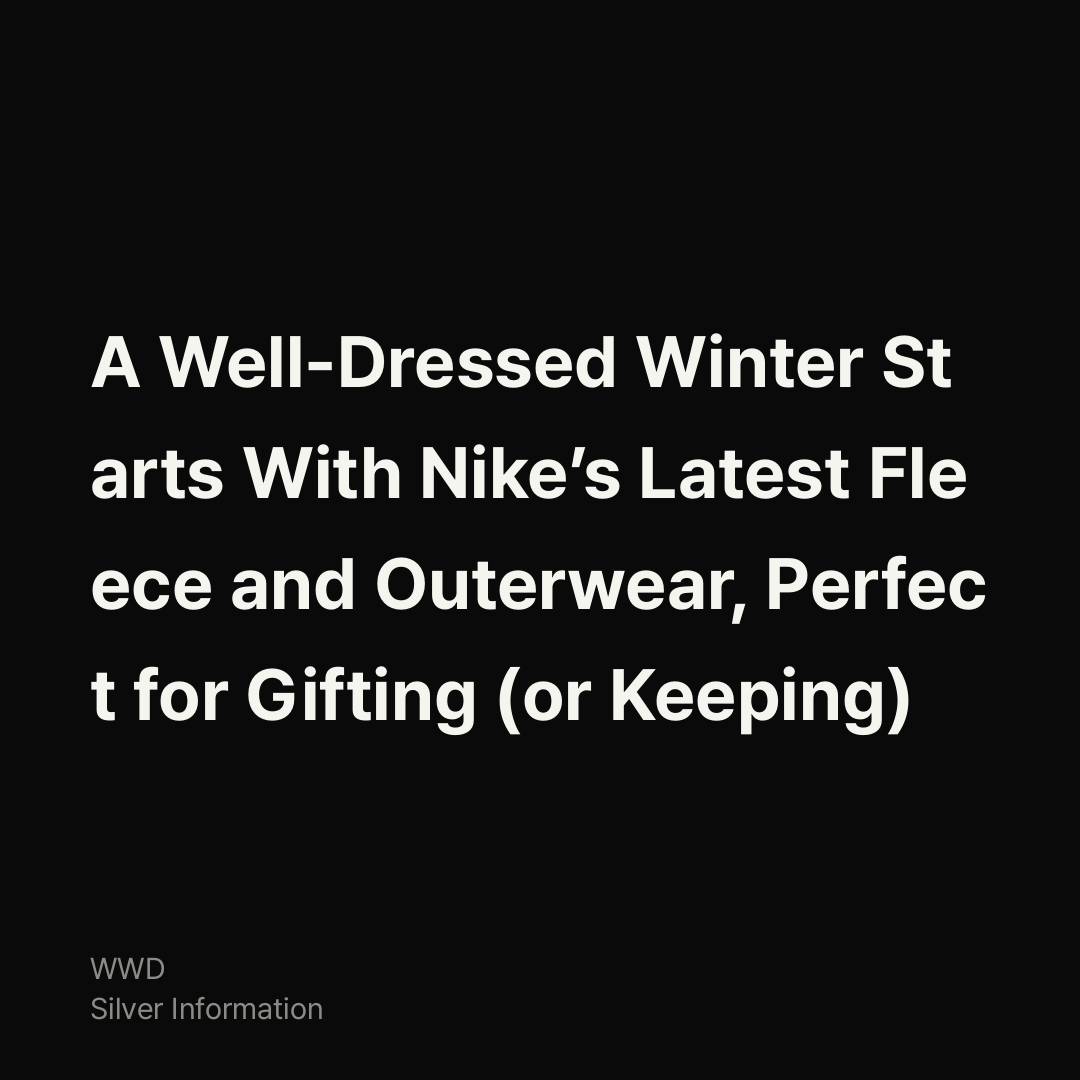 A Well-Dressed Winter St
arts With Nike’s Latest Fle
ece and Outerwear, Perfec
t for Gifting (or Keeping)
WWD
Silver Information